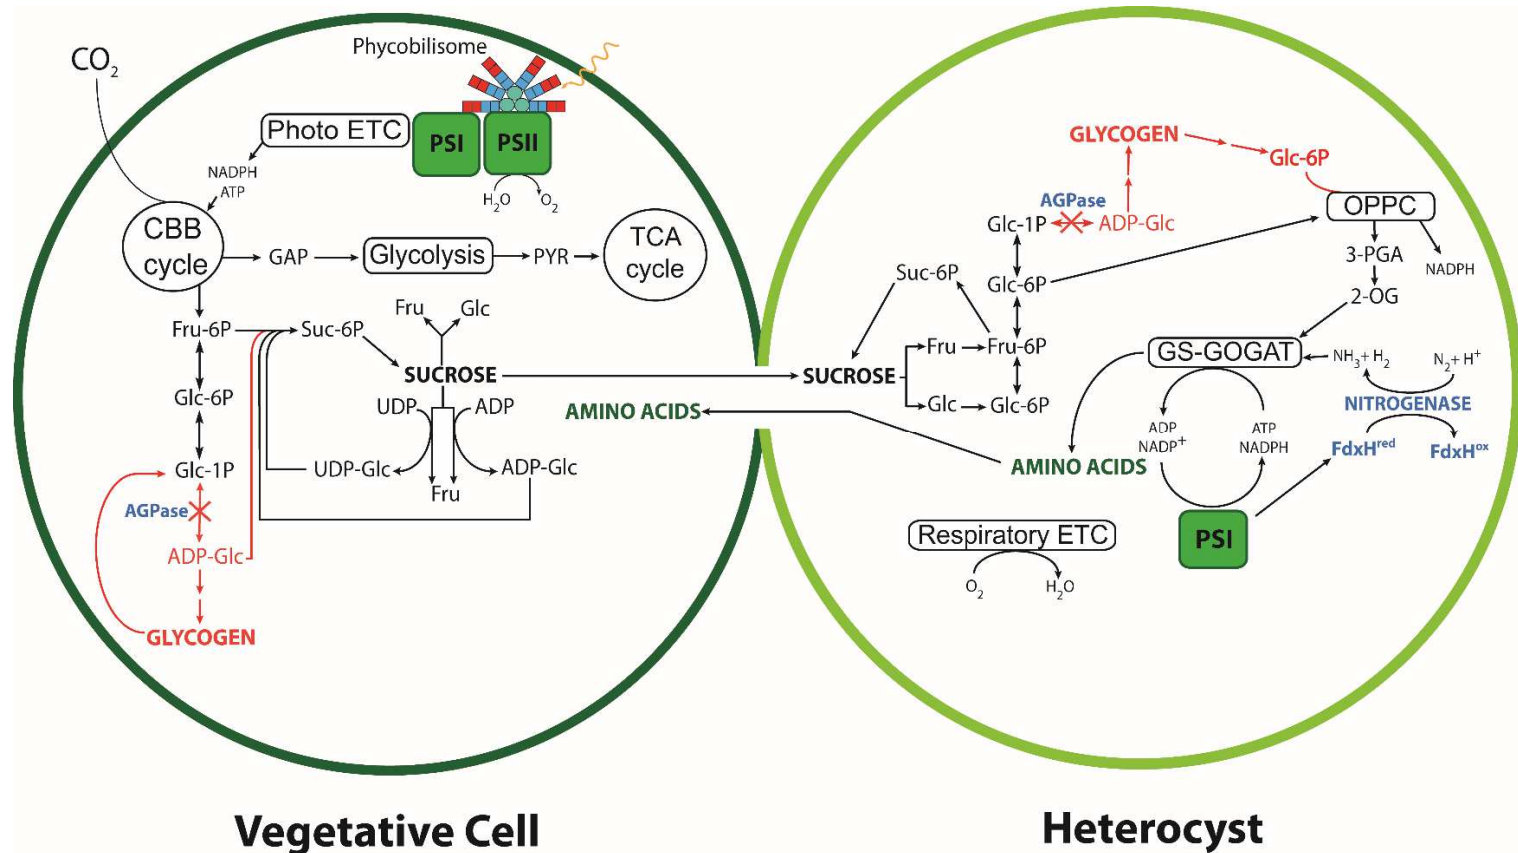 CO2
Phycobilisome
Photo ETC
PSI
PSII
NADPH
ATP
H2O
O2
CBB
cycle
GAP
Glycolysis
PYR
TCA
cycle
Fru-6P
Suc-6P
Fru
Glc
SUCROSE
Glc-6P
UDP
ADP
Glc-1P
UDP-Glc
ADP-Glc
Fru
AGPase
ADP-Glc
GLYCOGEN
AMINO ACIDS
Vegetative Cell
GLYCOGEN
Glc-6P
AGPase
Glc-1P
ADP-Glc
OPPC
3-PGA
NADPH
2-OG
Suc-6P
Glc-6P
Fru
Fru-6P
SUCROSE
Glc
Glc-6P
GS-GOGAT
NH3+ H2
N2+ H+
NITROGENASE
ADP
NADP+
ATP
NADPH
FdxHred
FdxHox
AMINO ACIDS
PSI
Respiratory ETC
O2
H2O
Heterocyst